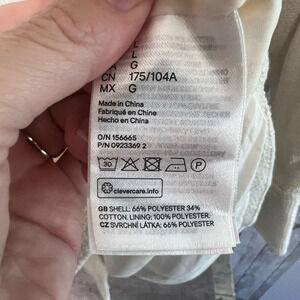 L
G
CN 175/104A
MX G
Made in China
Fabriqué en Chine
Hecho en China
O/N 156665
P/N 0923369 2
30
P
clevercare.info
GB SHELL: 66% POLYESTER 34%
COTTON. LINING: 100% POLYESTER.
CZ SVRCHNÍ LÁTKA: 66% POLYESTER